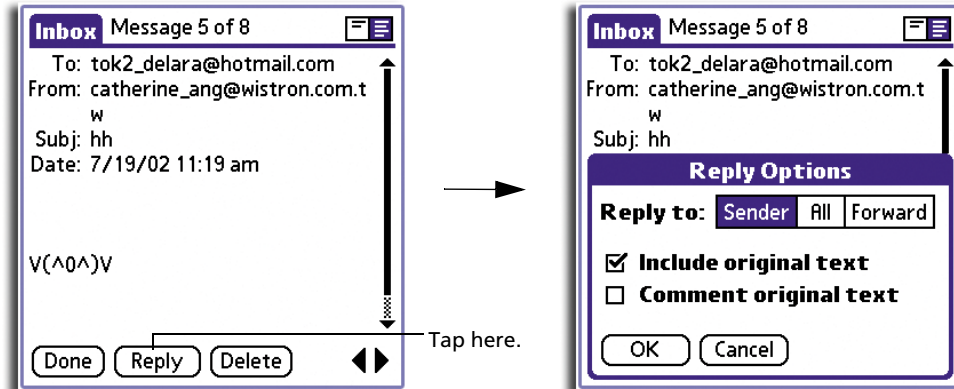 Inbox Message 5 of 8
To: tok2_delara@hotmail.com
From: catherine_ang@wistron.com.t
w
Subj: hh
Date: 7/19/02 11:19 am
V(^0^)V
Done Reply Delete
Tap here.
Inbox Message 5 of 8
To: tok2_delara@hotmail.com
From: catherine_ang@wistron.com.t
w
Subj: hh
Reply Options
Reply to: Sender All Forward
Include original text
Comment original text
OK Cancel